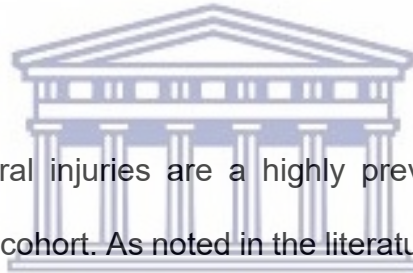 ral injuries are a highly prev
cohort. As noted in the literatu